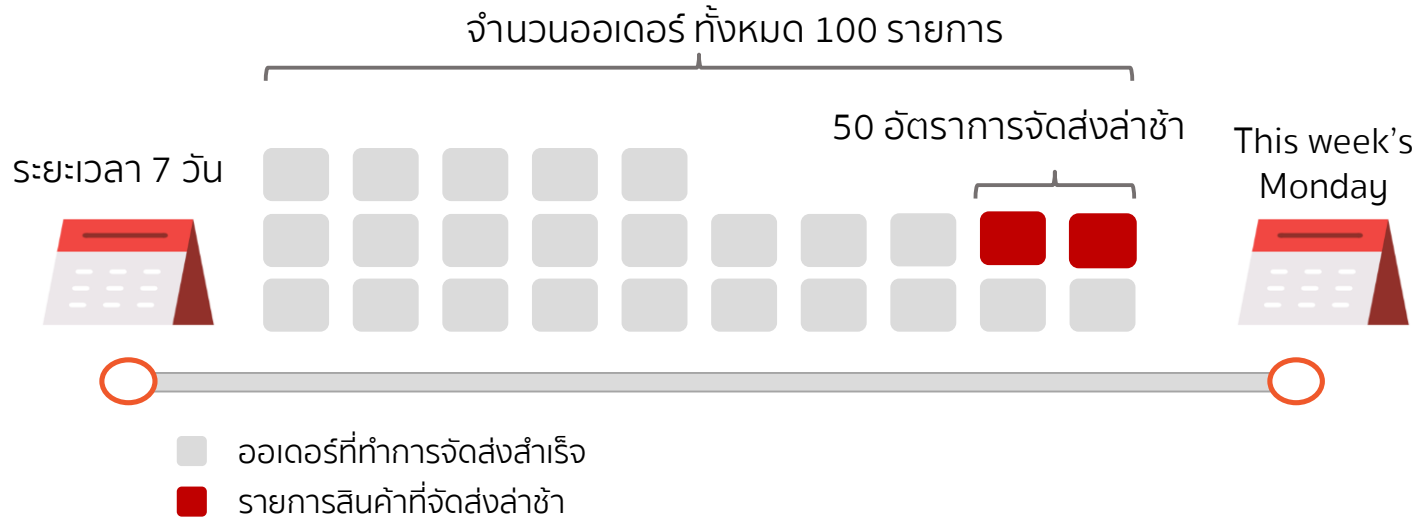 จำนวนออเดอร์ ทั้งหมด 100 รายการ
50 อัตราการจัดส่งล่าช้า
ระยะเวลา 7 วัน
This week’s
Monday
ออเดอร์ที่ทำการจัดส่งสำเร็จ
รายการสินค้าที่จัดส่งล่าช้า